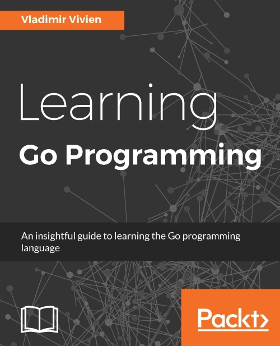 Vladimir Vivien
Learning
Go Programming
An insightful guide to learning the Go programming
language
Packt>